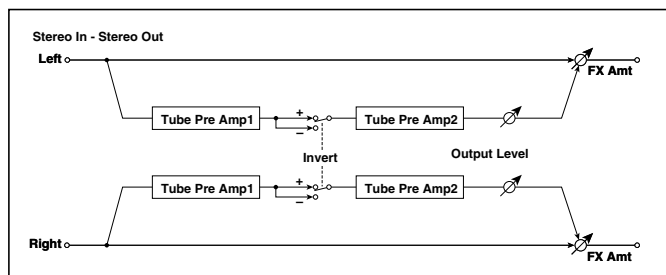 Stereo In - Stereo Out
Left
FX Amt
Tube Pre Amp1
+
−
Tube Pre Amp2
Invert
Output Level
Tube Pre Amp1
+
−
Tube Pre Amp2
Right
FX Amt